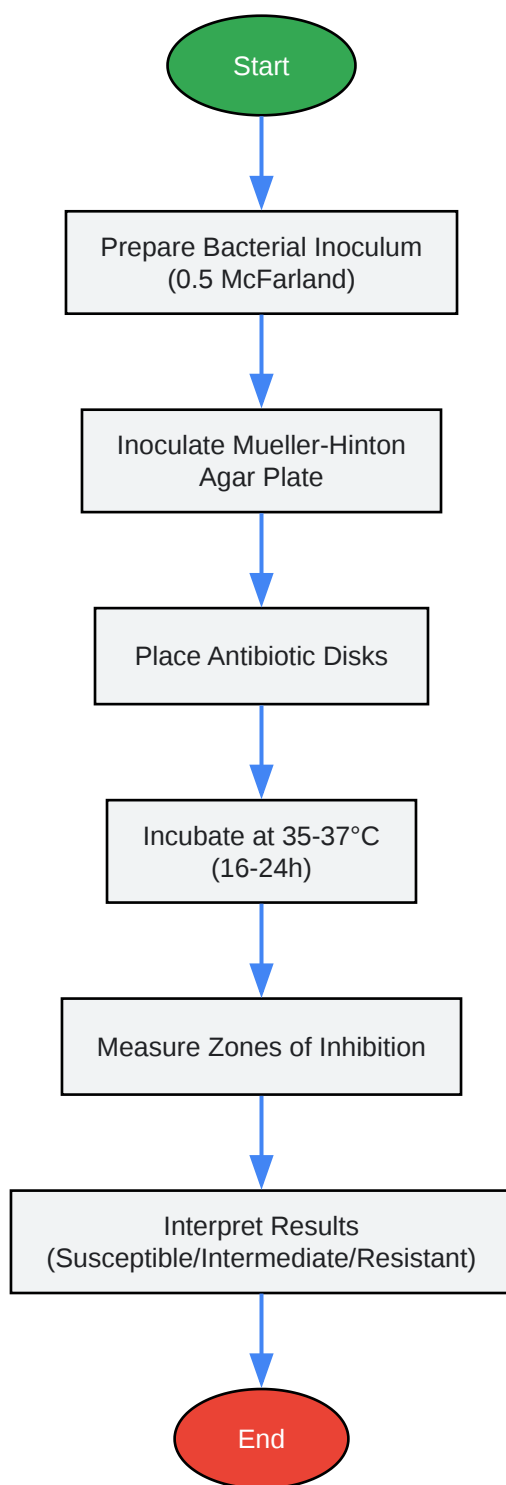 Start
Prepare Bacterial Inoculum
(0.5 McFarland)
Inoculate Mueller-Hinton
Agar Plate
Place Antibiotic Disks
Incubate at 35-37°C
(16-24h)
Measure Zones of Inhibition
Interpret Results
(Susceptible/Intermediate/Resistant)
End